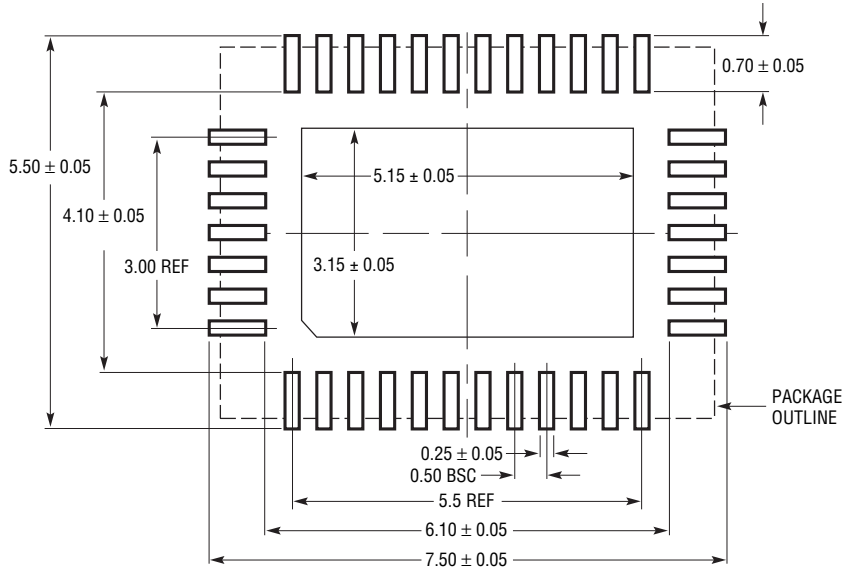 0.70 ± 0.05
5.50 ± 0.05
5.15 ± 0.05
4.10 ± 0.05
3.00 REF
3.15 ± 0.05
PACKAGE
OUTLINE
0.25 ± 0.05
0.50 BSC
5.5 REF
6.10 ± 0.05
7.50 ± 0.05